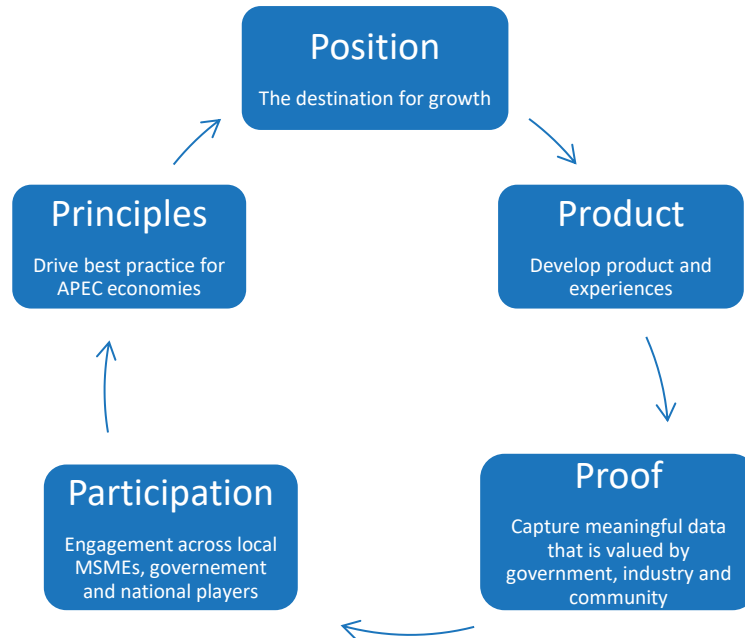 Position
The destination for growth
Product
Develop product and
experiences
Proof
Capture meaningful data
that is valued by
government, industry and
community
Participation
Engagement across local
MSMEs, governement
and national players
Principles
Drive best practice for
APEC economies